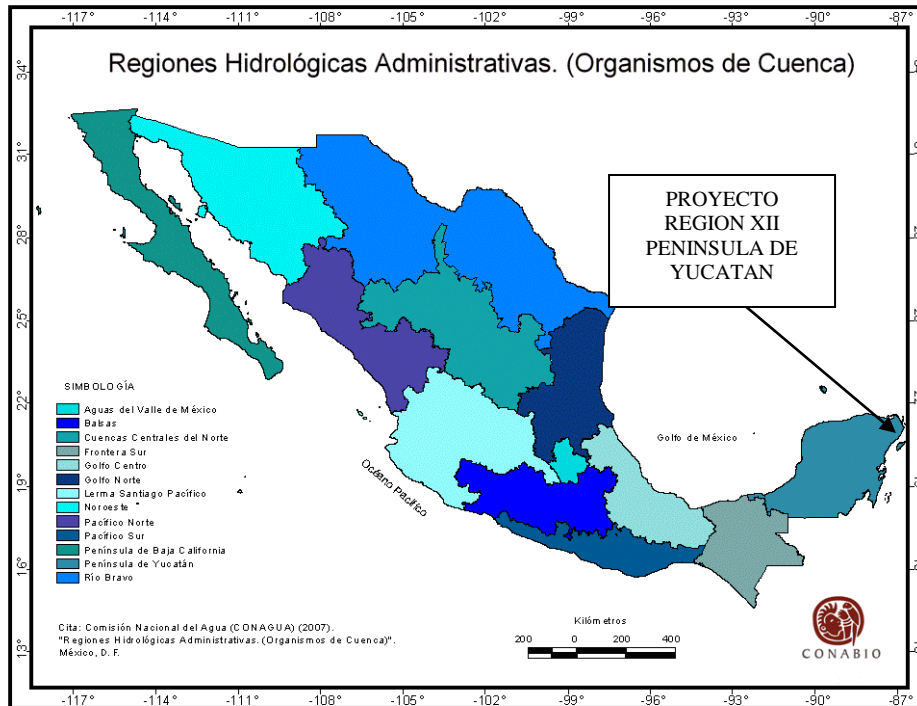 -117° -114° -111° -108° -105° -102° -99° -96° -93° -90° -87°
Regiones Hidrológicas Administrativas. (Organismos de Cuenca)
34°
31°
28°
25°
22°
19°
16°
13°
PROYECTO
REGION XII
PENINSULA DE
YUCATAN
SIMBOLOGÍA
Aguas del Valle de México
Balsas
Cuencas Centrales del Norte
Frontera Sur
Golfo Centro
Golfo Norte
Lerma Santiago Pacífico
Noroeste
Pacífico Norte
Pacífico Sur
Península de Baja California
Península de Yucatán
Río Bravo
Golfo de México
Océano Pacífico
Cita: Comisión Nacional del Agua (CONAGUA) (2007).
"Regiones Hidrológicas Administrativas. (Organismos de Cuenca)".
México, D. F.
Kilómetros
200 0 200 400
CONABIO
-117° -114° -111° -108° -105° -102° -99° -96° -93° -90° -87°